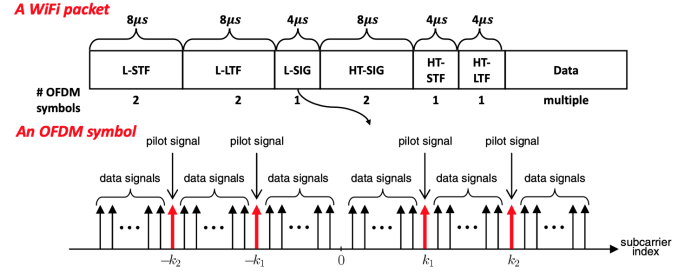 A WiFi packet
8μs 8μs 4μs 8μs 4μs 4μs
L-STF L-LTF L-SIG HT-SIG HT-STF HT-LTF Data
# OFDM symbols 2 2 1 2 1 1 multiple
An OFDM symbol
pilot signal pilot signal pilot signal pilot signal
data signals data signals data signals data signals data signals data signals
−k₂ −k₁ 0 k₁ k₂ subcarrier index